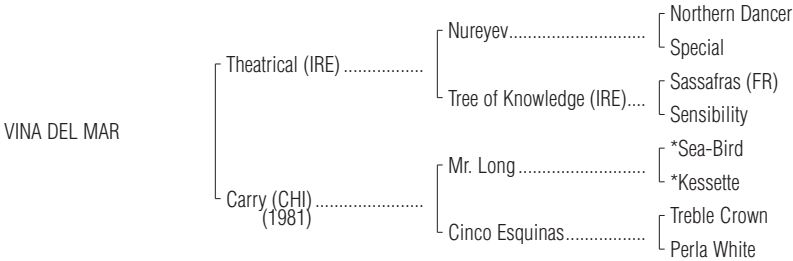 Northern Dancer
Nureyev
Special
Theatrical (IRE)
Sassafras (FR)
Tree of Knowledge (IRE)
Sensibility
VINA DEL MAR
*Sea-Bird
Mr. Long
*Kessette
Carry (CHI)
(1981)
Treble Crown
Cinco Esquinas
Perla White